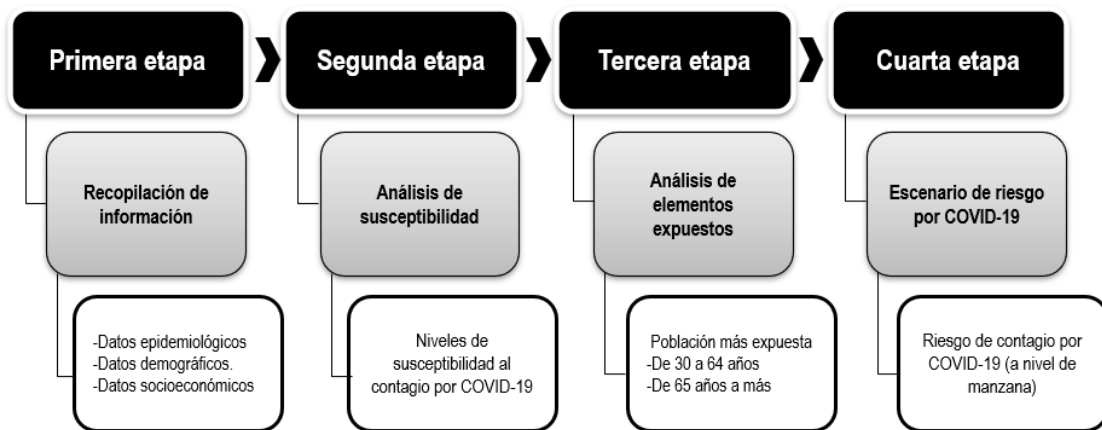 Primera etapa
Segunda etapa
Tercera etapa
Cuarta etapa
Recopilación de
información
Análisis de
susceptibilidad
Análisis de
elementos
expuestos
Escenario de riesgo
por COVID-19
-Datos epidemiológicos
-Datos demográficos.
-Datos socioeconómicos
Niveles de
susceptibilidad al
contagio por COVID-19
Población más expuesta
-De 30 a 64 años
-De 65 años a más
Riesgo de contagio por
COVID-19 (a nivel de
manzana)